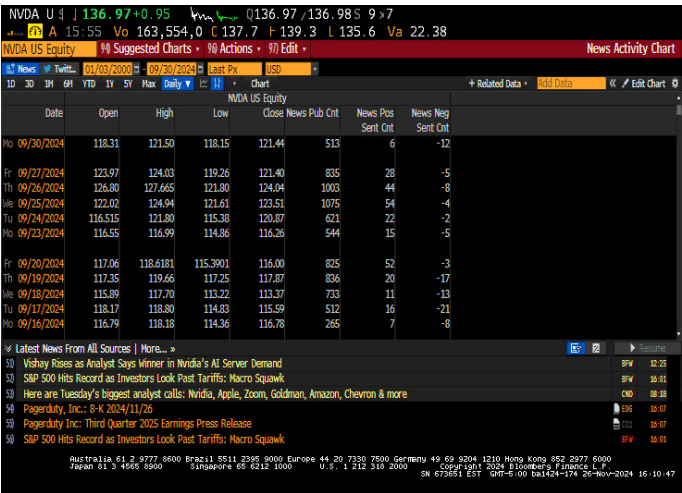 NVDA U $ ↓ 136.97 +0.95 Q136.97 / 136.98 S 9 x 7
A 15:55 Vo 163,554,0 O 137.7 H 139.3 L 135.6 Va 22.38
NVDA US Equity 99) Suggested Charts 96) Actions 97) Edit News Activity Chart
News Twitt.. 01/03/2000 - 09/30/2024 Last Px USD
1D 3D 1M 6M YTD 1Y 5Y Max Daily ▼ Chart + Related Data Add Data « Edit Chart
NVDA US Equity
Date Open High Low Close News Pub Cnt News Pos News Neg
Sent Cnt Sent Cnt
Mo 09/30/2024 118.31 121.50 118.15 121.44 513 6 -12
Fr 09/27/2024 123.97 124.03 119.26 121.40 835 28 -5
Th 09/26/2024 126.80 127.665 121.80 124.04 1003 44 -8
We 09/25/2024 122.02 124.94 121.61 123.51 1075 54 -4
Tu 09/24/2024 116.515 121.80 115.38 120.87 621 22 -2
Mo 09/23/2024 116.55 116.99 114.86 116.26 544 15 -5
Fr 09/20/2024 117.06 118.6181 115.3901 116.00 825 52 -3
Th 09/19/2024 117.35 119.66 117.25 117.87 836 20 -17
We 09/18/2024 115.89 117.70 113.22 113.37 733 11 -13
Tu 09/17/2024 118.17 118.80 114.83 115.59 512 16 -21
Mo 09/16/2024 116.79 118.18 114.36 116.78 265 7 -8
Latest News From All Sources | More... » Resume
51) Vishay Rises as Analyst Says Winner in Nvidia's AI Server Demand BFW 12:25
52) S&P 500 Hits Record as Investors Look Past Tariffs: Macro Squawk BFW 16:01
53) Here are Tuesday's biggest analyst calls: Nvidia, Apple, Zoom, Goldman, Amazon, Chevron & more CND 08:18
54) Pagerduty, Inc.: 8-K 2024/11/26 EDG 16:07
55) Pagerduty Inc: Third Quarter 2025 Earnings Press Release CO1 16:07
56) S&P 500 Hits Record as Investors Look Past Tariffs: Macro Squawk BFW 16:01
Australia 61 2 9777 8600 Brazil 5511 2395 9000 Europe 44 20 7330 7500 Germany 49 69 9204 1210 Hong Kong 852 2977 6000
Japan 81 3 4565 8900 Singapore 65 6212 1000 U.S. 1 212 318 2000 Copyright 2024 Bloomberg Finance L.P.
SN 673651 EST GMT-5:00 ba1424-174 26-Nov-2024 16:10:47